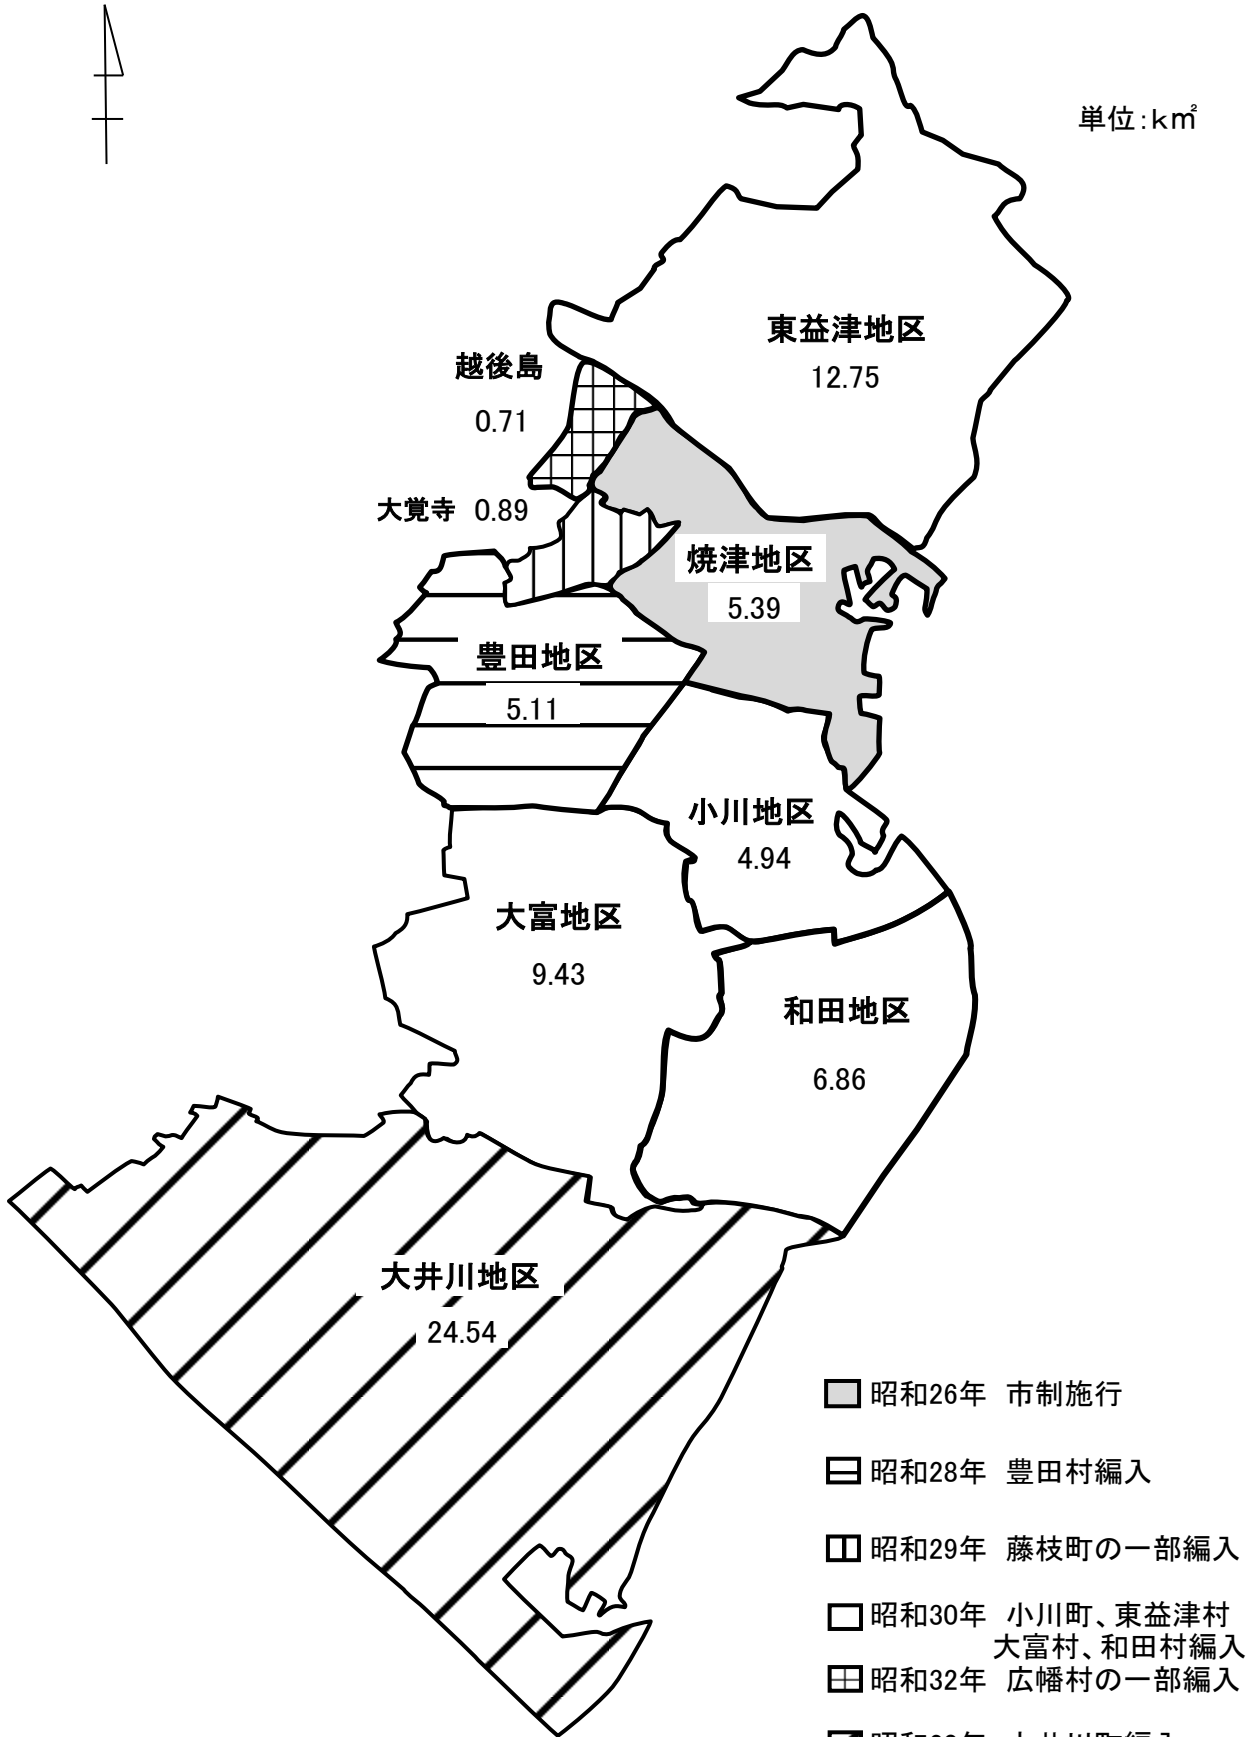 単位:k㎡
東益津地区
12.75
越後島
0.71
大覚寺 0.89
焼津地区
5.39
豊田地区
5.11
小川地区
4.94
大富地区
9.43
和田地区
6.86
大井川地区
24.54
昭和26年 市制施行
昭和28年 豊田村編入
昭和29年 藤枝町の一部編入
昭和30年 小川町、東益津村
大富村、和田村編入
昭和32年 広幡村の一部編入